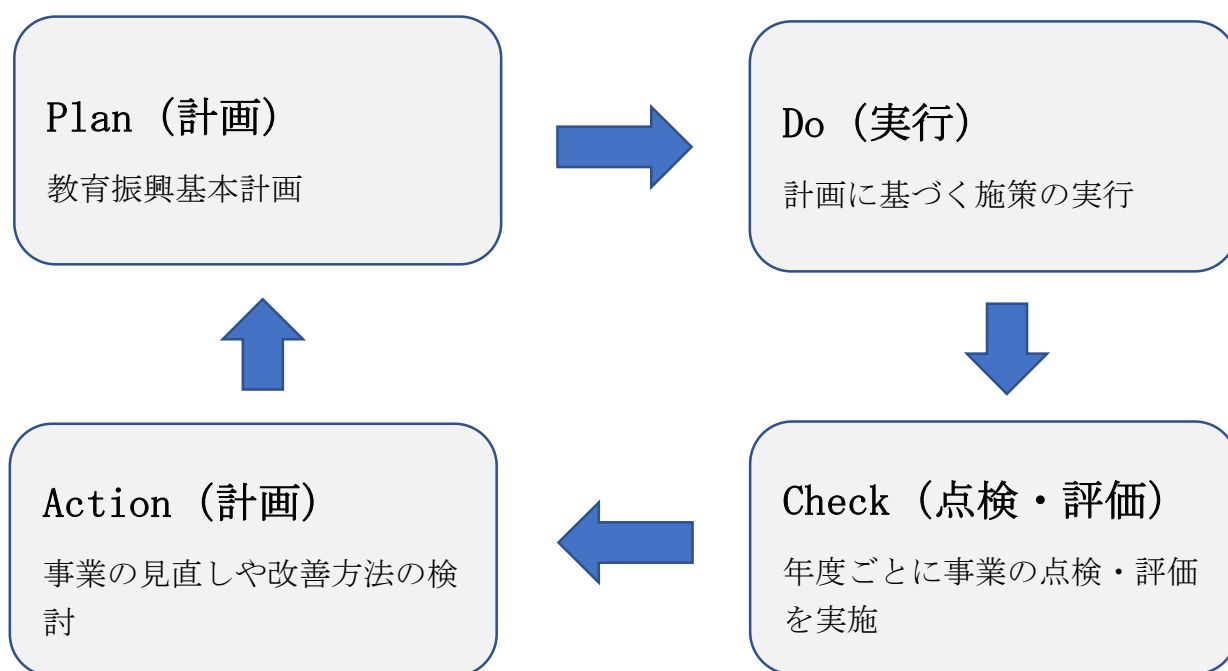 Plan（計画）
教育振興基本計画
Do（実行）
計画に基づく施策の実行
Action（計画）
事業の見直しや改善方法の検
討
Check（点検・評価）
年度ごとに事業の点検・評価
を実施